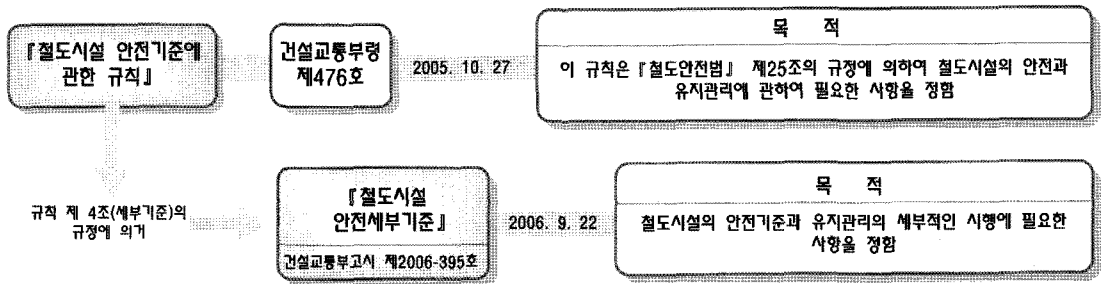 『철도시설 안전기준에
관한 규칙』
건설교통부령
제476호
2005. 10. 27
목 적
이 규칙은 『철도안전법』 제25조의 규정에 의하여 철도시설의 안전과
유지관리에 관하여 필요한 사항을 정함
규칙 제 4조(세부기준)의
규정에 의거
『철도시설
안전세부기준』
건설교통부고시 제2006-395호
2006. 9. 22
목 적
철도시설의 안전기준과 유지관리의 세부적인 시행에 필요한
사항을 정함